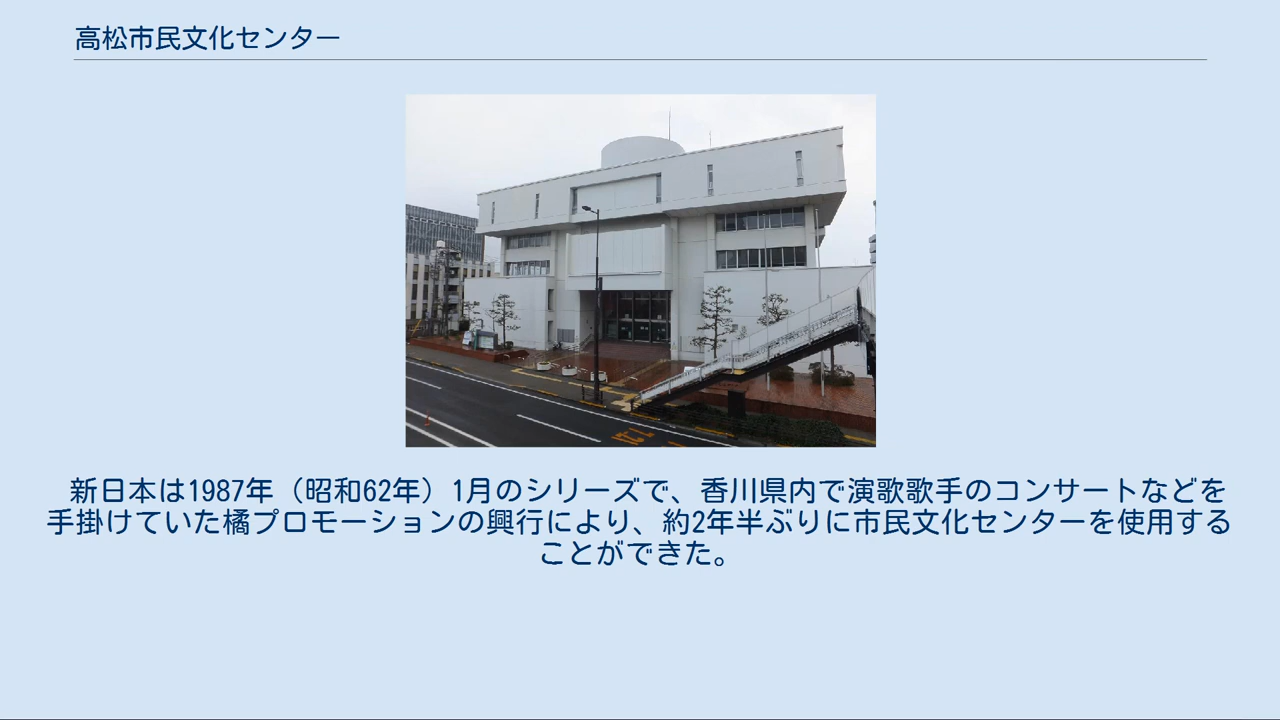 高松市民文化センター
新日本は1987年（昭和62年）1月のシリーズで、香川県内で演歌歌手のコンサートなどを
手掛けていた橘プロモーションの興行により、約2年半ぶりに市民文化センターを使用する
ことができた。